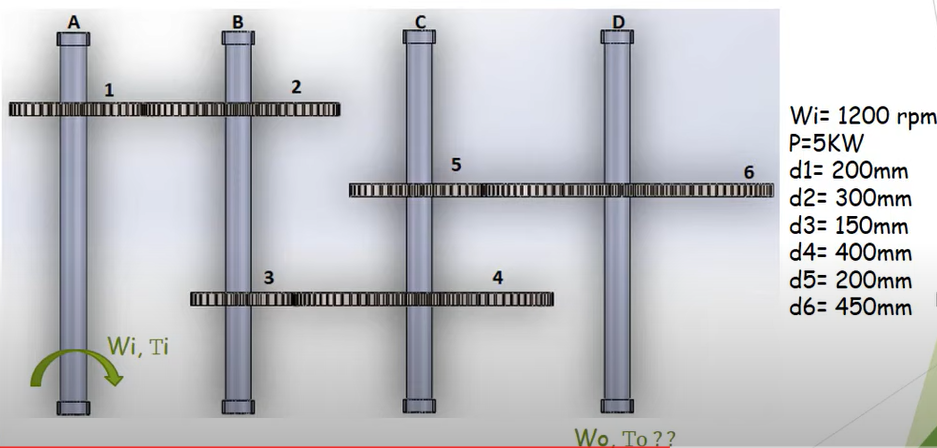 A B C D
1 2
5 6
3 4
Wi, Ti
Wo, To ??
Wi= 1200 rpm
P=5KW
d1= 200mm
d2= 300mm
d3= 150mm
d4= 400mm
d5= 200mm
d6= 450mm